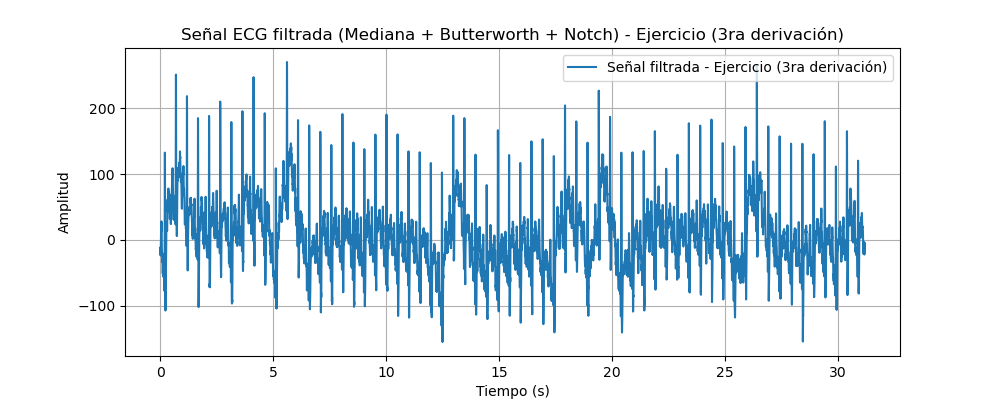 Señal ECG filtrada (Mediana + Butterworth + Notch) - Ejercicio (3ra derivación)
Señal filtrada - Ejercicio (3ra derivación)
Amplitud
200
100
0
−100
0 5 10 15 20 25 30
Tiempo (s)